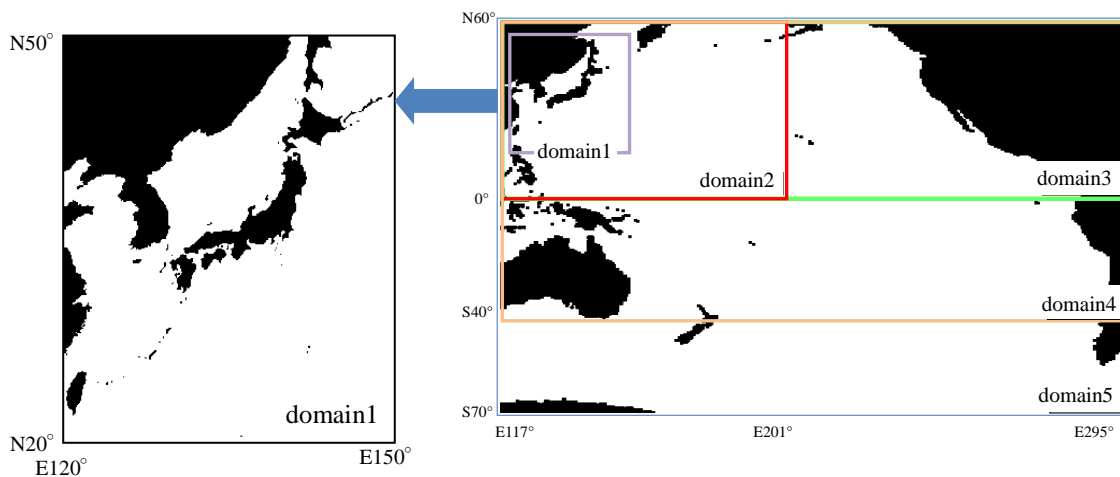 N50°
domain1
N20°
E120°
E150°
N60°
domain1
domain2
domain3
0°
S40°
domain4
domain5
S70°
E117°
E201°
E295°